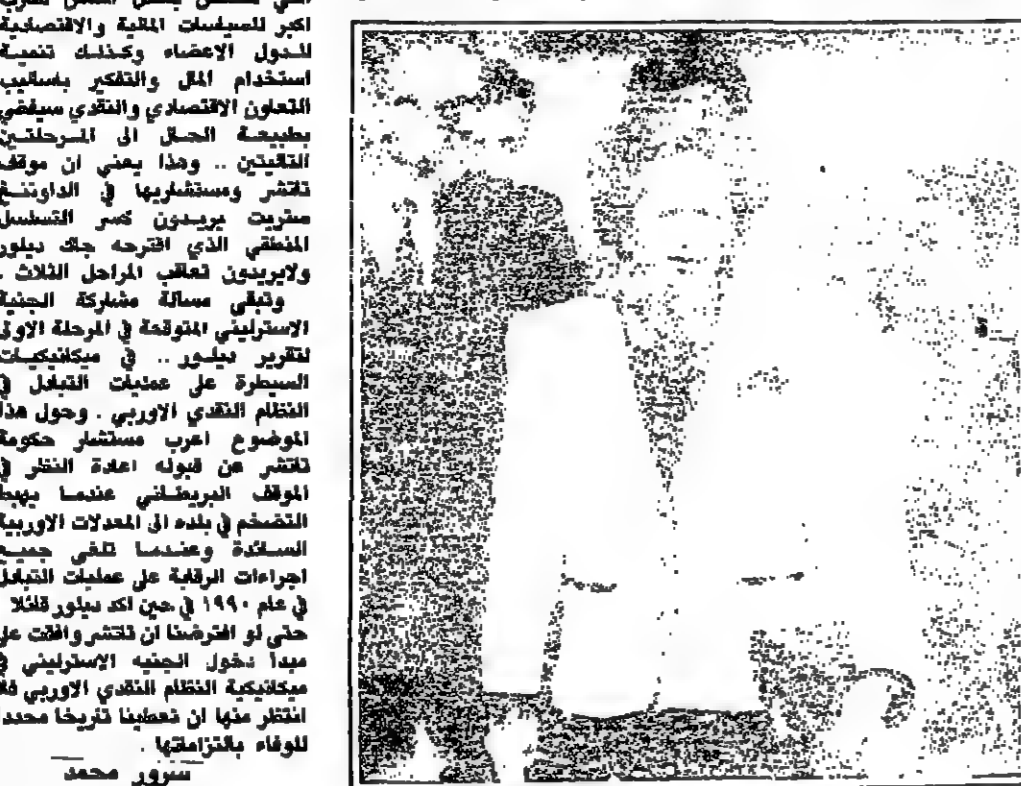 اكبر للسياسات المالية والاقتصادية
للدول الاعضاء وكذلك تنمية
استخدام المال والتفكير باساليب
التعاون الاقتصادي والنقدي سيفضي
بطبيعة الحال الى المرحلتين
التاليتين .. وهذا يعني ان موقف
تاتشر ومستشاريها في الداوننغ
ستريت يريدون كسر التسلسل
المنطقي الذي اقترحه جاك ديلور
ولايريدون تعاقب المراحل الثلاث .
وتبقى مسالة مشاركة الجنيه
الاسترليني المتوقعة في المرحلة الاولى
لتقرير ديلور .. في ميكانيكيات
السيطرة على عمليات التبادل في
النظام النقدي الاوربي . وحول هذا
الموضوع اعرب مستشار حكومة
تاتشر عن قبوله اعادة النظر في
الموقف البريطاني عندما يهبط
التضخم في بلده الى المعدلات الاوربية
السائدة وعندما تلغى جميع
اجراءات الرقابة على عمليات التبادل
في عام ١٩٩٠ في حين اكد ديلور قائلا
حتى لو افترضنا ان تاتشر وافقت على
مبدأ دخول الجنيه الاسترليني في
ميكانيكية النظام النقدي الاوربي فلا
انتظر منها ان تعطينا تاريخا محددا
للوفاء بالتزاماتها .
سرور محمد